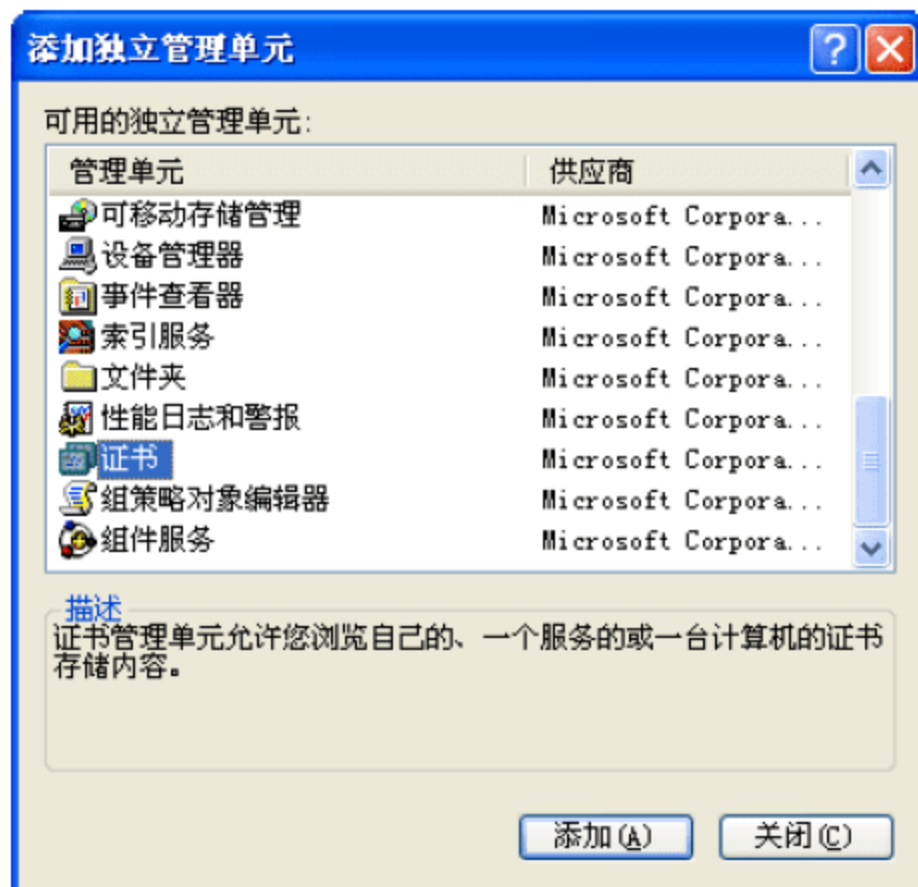 添加独立管理单元
可用的独立管理单元:
管理单元 供应商
可移动存储管理 Microsoft Corpora...
设备管理器 Microsoft Corpora...
事件查看器 Microsoft Corpora...
索引服务 Microsoft Corpora...
文件夹 Microsoft Corpora...
性能日志和警报 Microsoft Corpora...
证书 Microsoft Corpora...
组策略对象编辑器 Microsoft Corpora...
组件服务 Microsoft Corpora...
描述
证书管理单元允许您浏览自己的、一个服务的或一台计算机的证书
存储内容。
添加(A) 关闭(C)